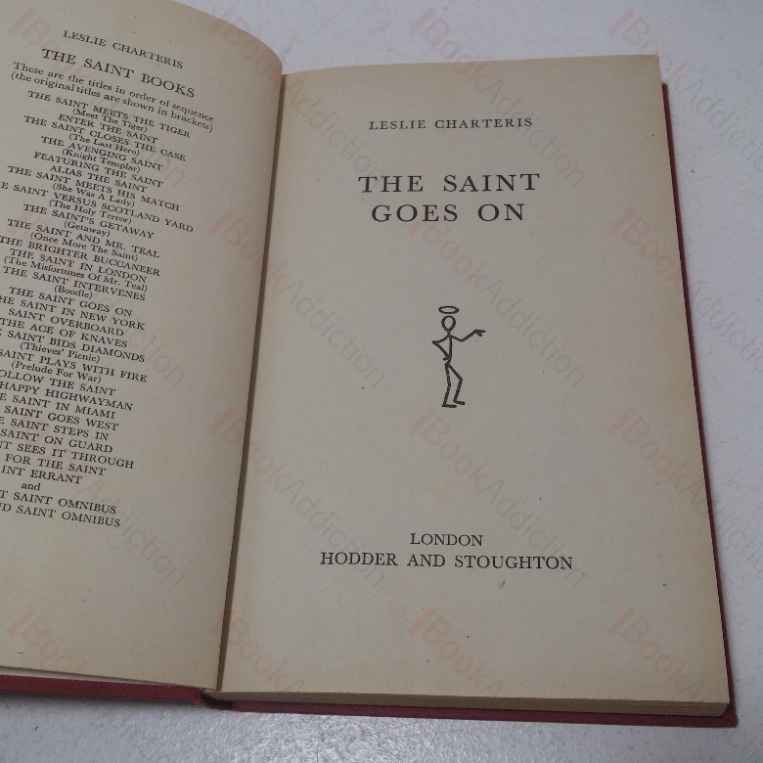 LESLIE CHARTERIS
THE SAINT BOOKS
These are the titles in order of sequence
(the original titles are shown in brackets)
THE SAINT MEETS THE TIGER
(Meet The Tiger)
ENTER THE SAINT
THE SAINT CLOSES THE CASE
(The Last Hero)
THE AVENGING SAINT
(Knight Templar)
FEATURING THE SAINT
ALIAS THE SAINT
THE SAINT MEETS HIS MATCH
(She Was A Lady)
E SAINT VERSUS SCOTLAND YARD
(The Holy Terror)
THE SAINT'S GETAWAY
(Getaway)
THE SAINT AND MR. TEAL
(Once More The Saint)
THE BRIGHTER BUCCANEER
THE SAINT IN LONDON
(The Misfortunes Of Mr. Teal)
THE SAINT INTERVENES
(Boodle)
THE SAINT GOES ON
HE SAINT IN NEW YORK
SAINT OVERBOARD
THE ACE OF KNAVES
SAINT BIDS DIAMONDS
(Thieves' Picnic)
SAINT PLAYS WITH FIRE
(Prelude For War)
OLLOW THE SAINT
HAPPY HIGHWAYMAN
E SAINT IN MIAMI
SAINT GOES WEST
E SAINT STEPS IN
SAINT ON GUARD
NT SEES IT THROUGH
FOR THE SAINT
INT ERRANT
and
T SAINT OMNIBUS
ND SAINT OMNIBUS
LESLIE CHARTERIS
THE SAINT
GOES ON
LONDON
HODDER AND STOUGHTON
BookAddiction